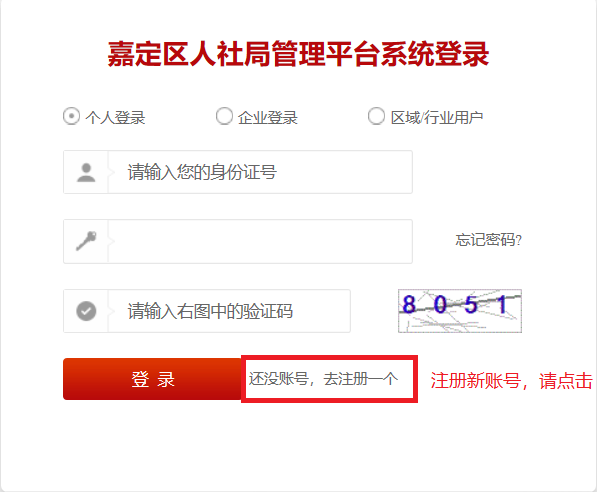 嘉定区人社局管理平台系统登录
个人登录 企业登录 区域/行业用户
请输入您的身份证号
忘记密码?
请输入右图中的验证码 8051
登 录 还没账号，去注册一个 注册新账号，请点击